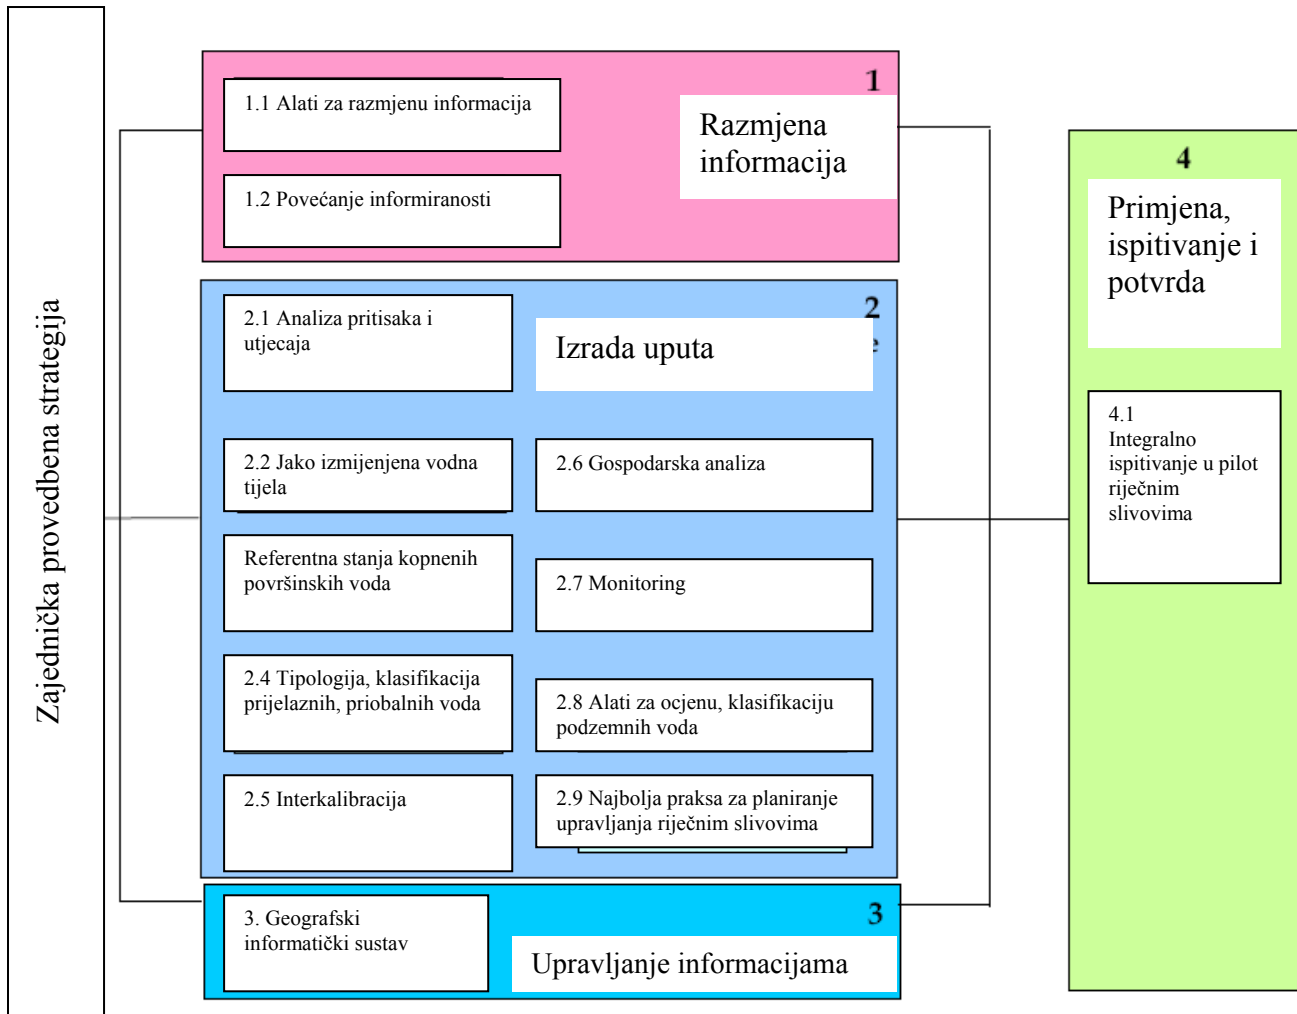 Zajednička provedbena strategija
1
1.1 Alati za razmjenu informacija
Razmjena
informacija
1.2 Povećanje informiranosti
2
2.1 Analiza pritisaka i
utjecaja
Izrada uputa
2.2 Jako izmijenjena vodna
tijela
2.6 Gospodarska analiza
Referentna stanja kopnenih
površinskih voda
2.7 Monitoring
2.4 Tipologija, klasifikacija
prijelaznih, priobalnih voda
2.8 Alati za ocjenu, klasifikaciju
podzemnih voda
2.5 Interkalibracija
2.9 Najbolja praksa za planiranje
upravljanja riječnim slivovima
3
3. Geografski
informatički sustav
Upravljanje informacijama
4
Primjena,
ispitivanje i
potvrda
4.1
Integralno
ispitivanje u pilot
riječnim
slivovima